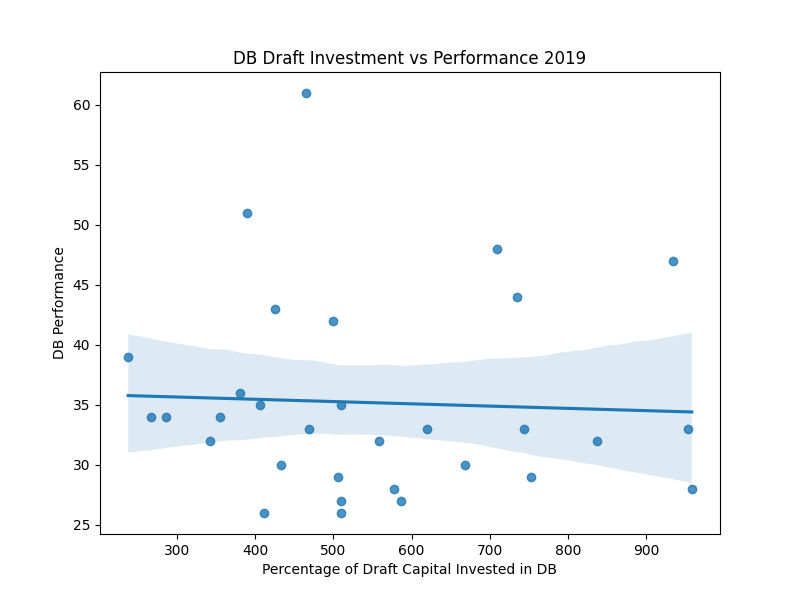 DB Draft Investment vs Performance 2019
60
55
50
45
40
35
30
25
DB Performance
300 400 500 600 700 800 900
Percentage of Draft Capital Invested in DB